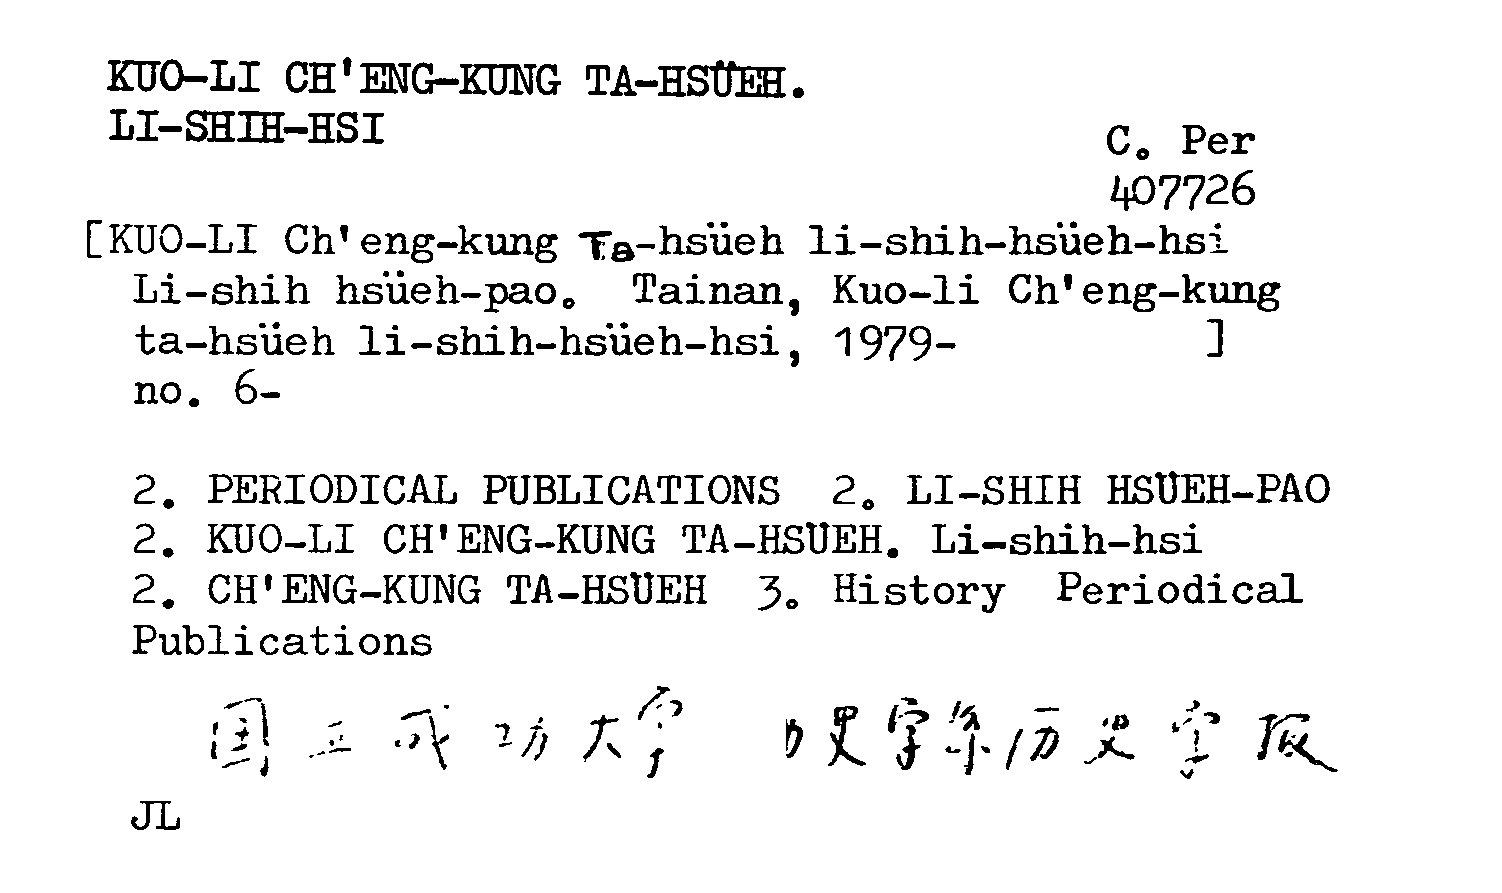 KUO-LI CH'ENG-KUNG TA-HSÜEH.
LI-SHIH-HSI
C. Per
407726
[KUO-LI Ch'eng-kung Ta-hsüeh li-shih-hsüeh-hsi
Li-shih hsüeh-pao. Tainan, Kuo-li Ch'eng-kung
ta-hsüeh li-shih-hsüeh-hsi, 1979- ]
no. 6-
2. PERIODICAL PUBLICATIONS 2. LI-SHIH HSÜEH-PAO
2. KUO-LI CH'ENG-KUNG TA-HSÜEH. Li-shih-hsi
2. CH'ENG-KUNG TA-HSÜEH 3. History Periodical
Publications
国立成功大学 史学系历史学报
JL